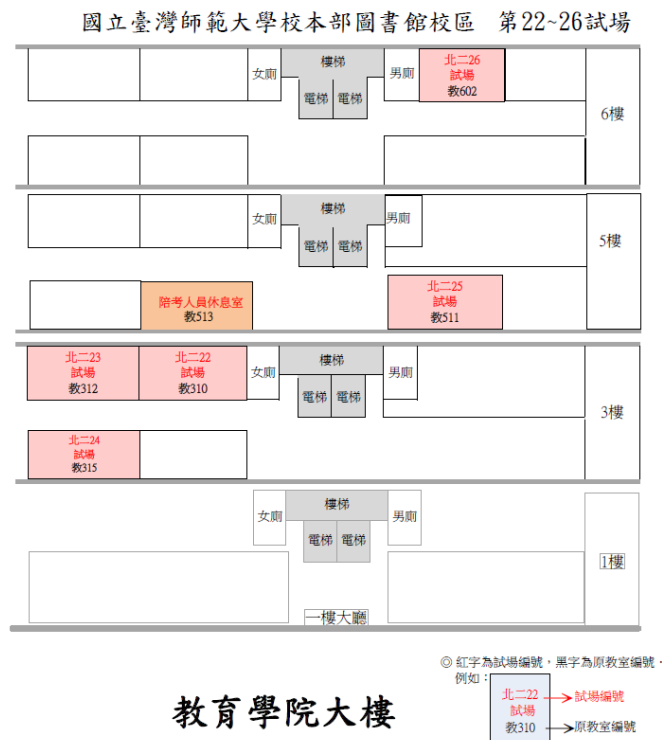 國立臺灣師範大學校本部圖書館校區 第22~26試場
女廁
樓梯
電梯 電梯
男廁
北二26
試場
教602
6樓
女廁
樓梯
電梯 電梯
男廁
5樓
陪考人員休息室
教513
北二25
試場
教511
北二23
試場
教312
北二22
試場
教310
女廁
樓梯
電梯 電梯
男廁
3樓
北二24
試場
教315
女廁
樓梯
電梯 電梯
男廁
1樓
一樓大廳
◎ 紅字為試場編號，黑字為原教室編號。
例如：
北二22
試場
教310
試場編號
原教室編號
教育學院大樓